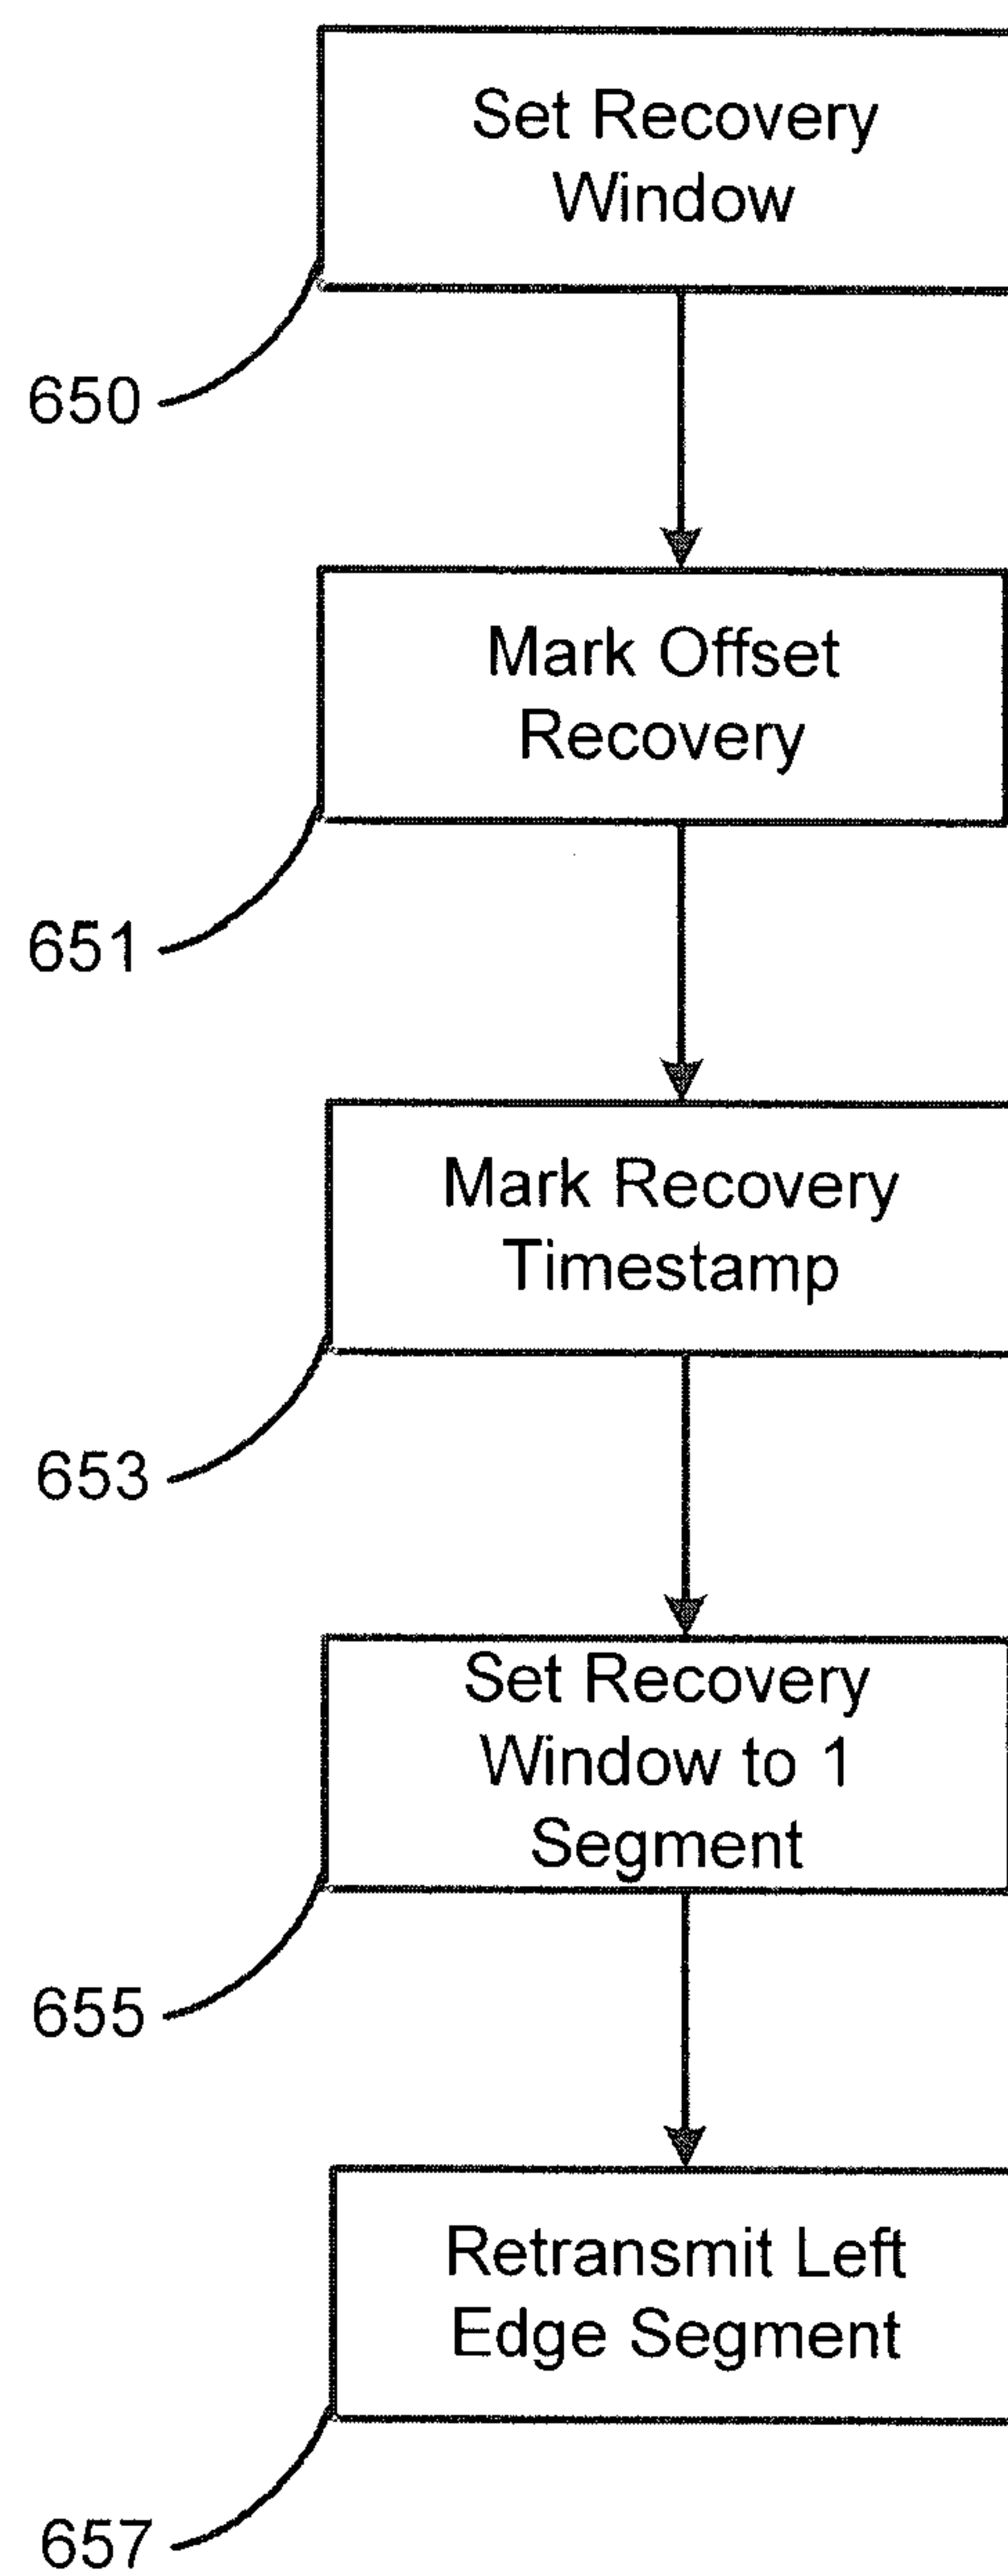 Set Recovery
Window
650
Mark Offset
Recovery
651
Mark Recovery
Timestamp
653
Set Recovery
Window to 1
Segment
655
Retransmit Left
Edge Segment
657